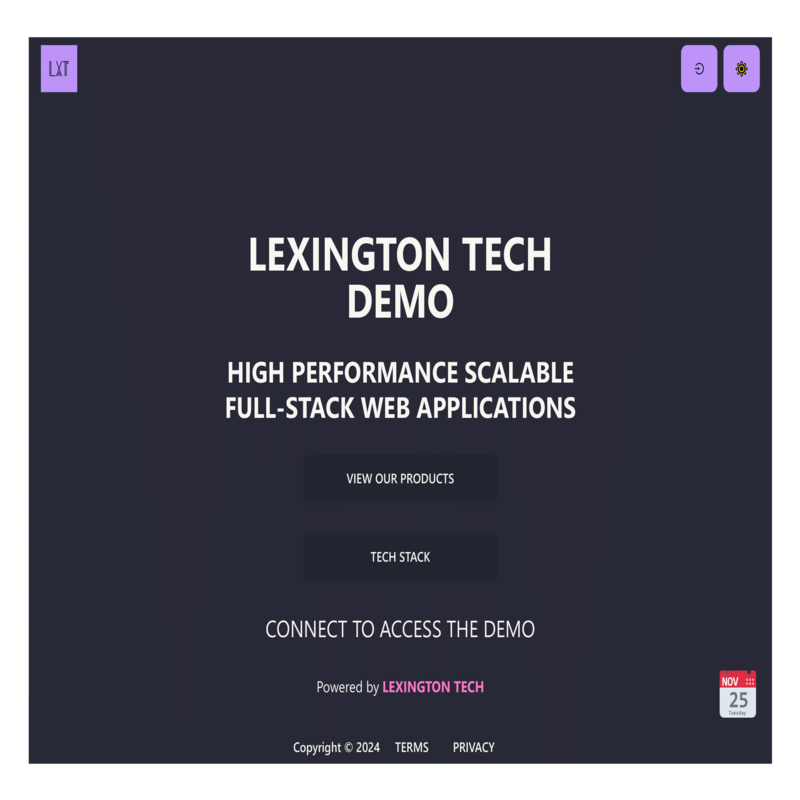 LXT
LEXINGTON TECH
DEMO
HIGH PERFORMANCE SCALABLE
FULL-STACK WEB APPLICATIONS
VIEW OUR PRODUCTS
TECH STACK
CONNECT TO ACCESS THE DEMO
Powered by LEXINGTON TECH
NOV
25
Tuesday
Copyright © 2024 TERMS PRIVACY